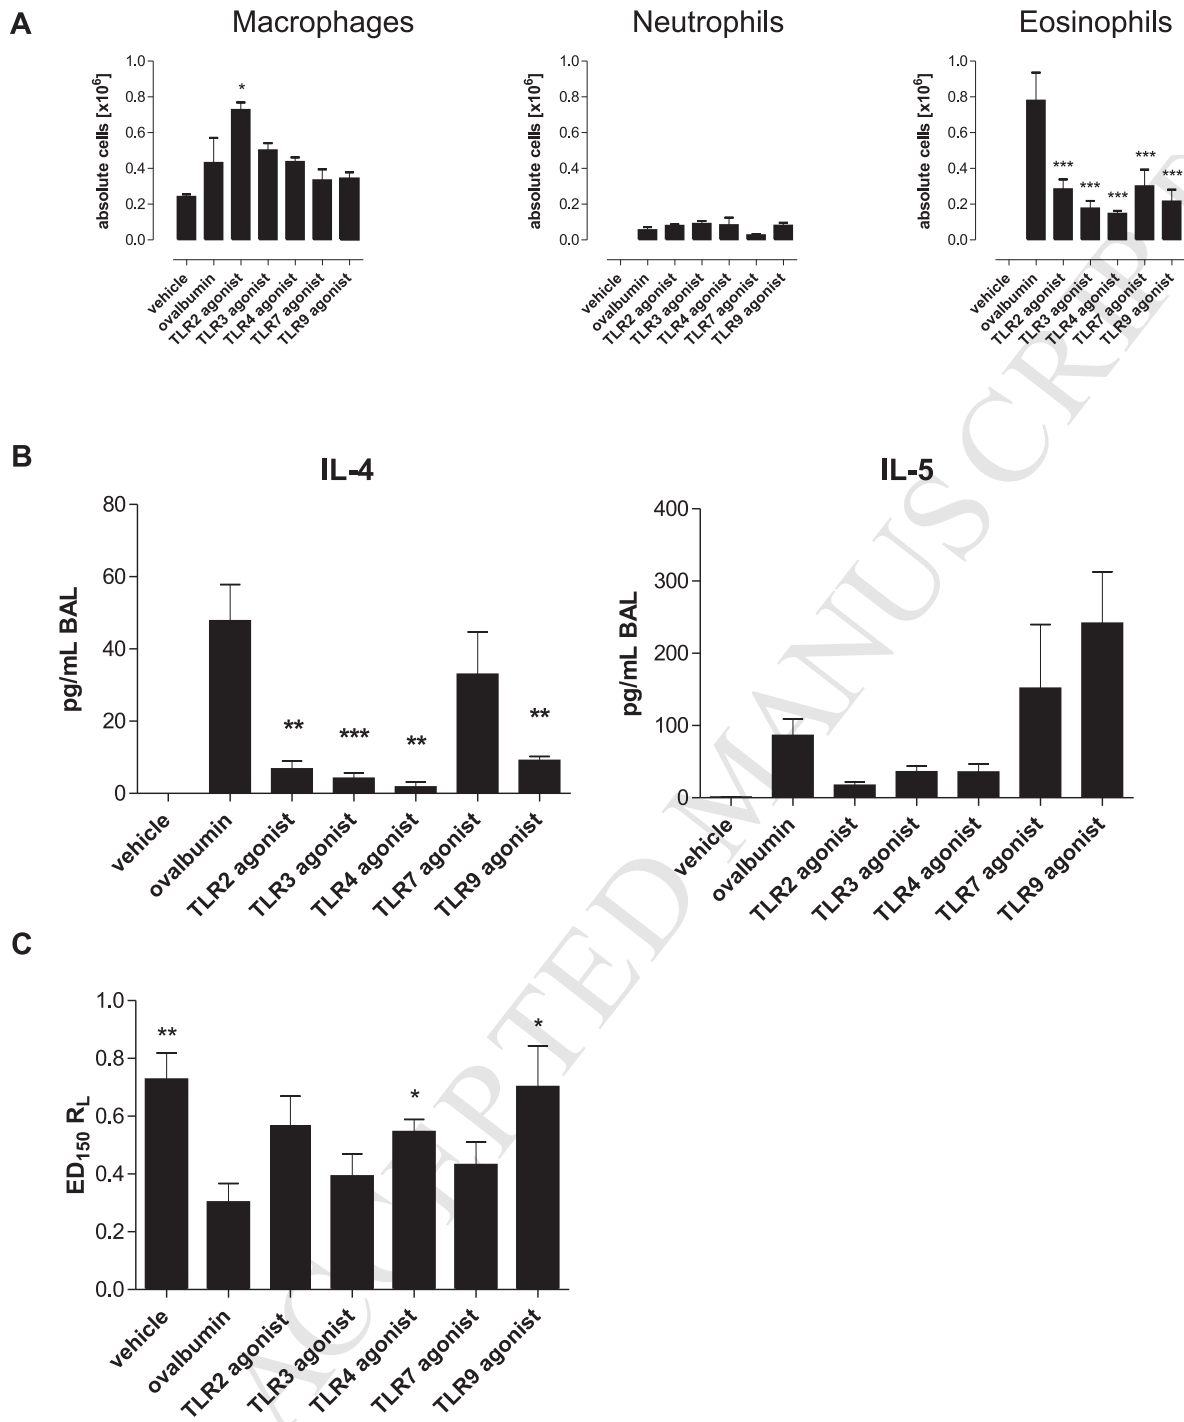 A
Macrophages
Neutrophils
Eosinophils
absolute cells [x10⁶]
1.0
0.8
0.6
0.4
0.2
0.0
*
vehicle
ovalbumin
TLR2 agonist
TLR3 agonist
TLR4 agonist
TLR7 agonist
TLR9 agonist
absolute cells [x10⁶]
1.0
0.8
0.6
0.4
0.2
0.0
vehicle
ovalbumin
TLR2 agonist
TLR3 agonist
TLR4 agonist
TLR7 agonist
TLR9 agonist
absolute cells [x10⁶]
1.0
0.8
0.6
0.4
0.2
0.0
***
***
***
***
***
vehicle
ovalbumin
TLR2 agonist
TLR3 agonist
TLR4 agonist
TLR7 agonist
TLR9 agonist
B
IL-4
pg/mL BAL
80
60
40
20
0
**
***
**
**
vehicle
ovalbumin
TLR2 agonist
TLR3 agonist
TLR4 agonist
TLR7 agonist
TLR9 agonist
IL-5
pg/mL BAL
400
300
200
100
0
vehicle
ovalbumin
TLR2 agonist
TLR3 agonist
TLR4 agonist
TLR7 agonist
TLR9 agonist
C
ED₁₅₀ R_L
1.0
0.8
0.6
0.4
0.2
0.0
**
*
*
vehicle
ovalbumin
TLR2 agonist
TLR3 agonist
TLR4 agonist
TLR7 agonist
TLR9 agonist
ACCEPTED MANUSCRIP